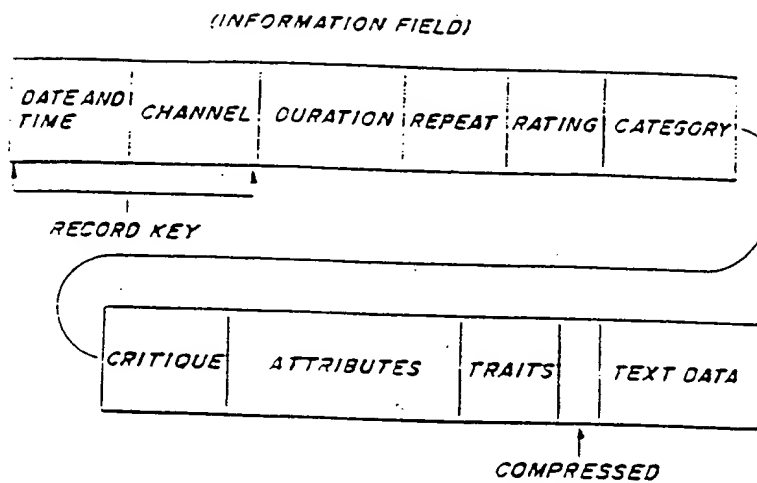 (INFORMATION FIELD)
DATE AND TIME CHANNEL DURATION REPEAT RATING CATEGORY
RECORD KEY
CRITIQUE ATTRIBUTES TRAITS TEXT DATA
COMPRESSED